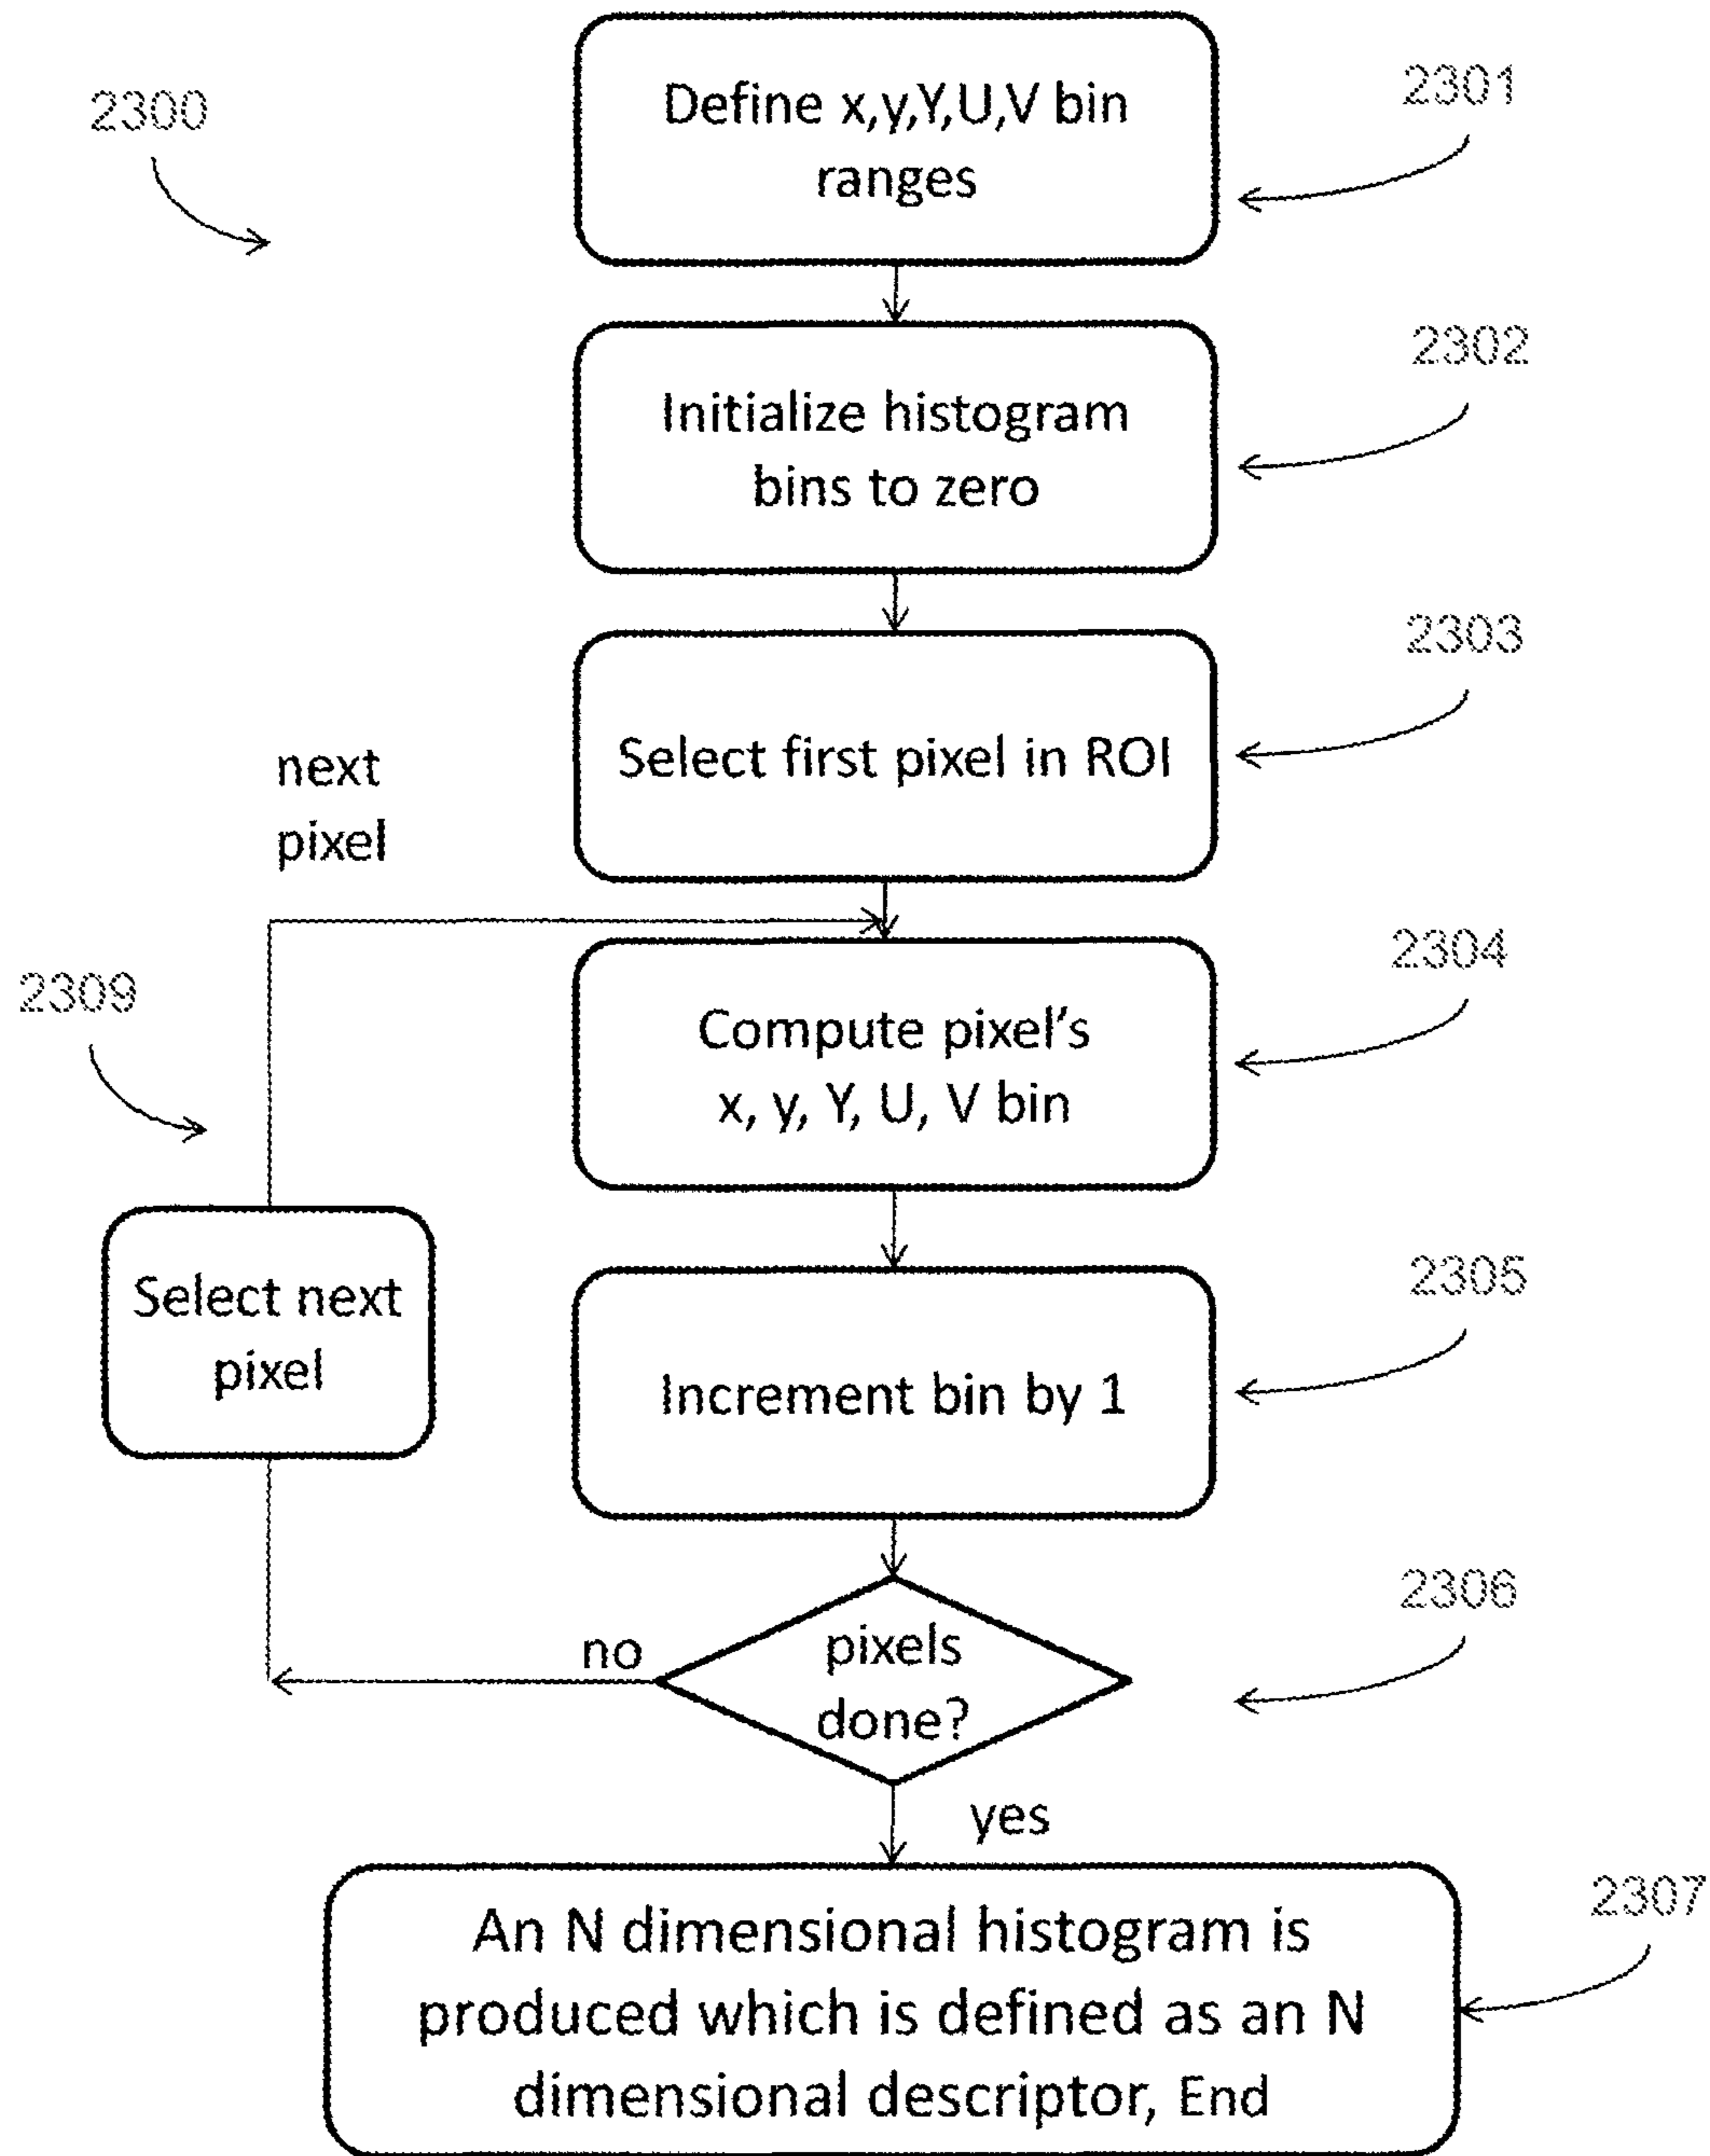 2300
Define x,y,Y,U,V bin
ranges
2301
Initialize histogram
bins to zero
2302
Select first pixel in ROI
2303
next
pixel
Compute pixel's
x, y, Y, U, V bin
2304
2309
Select next
pixel
Increment bin by 1
2305
pixels
done?
2306
no
yes
An N dimensional histogram is
produced which is defined as an N
dimensional descriptor, End
2307